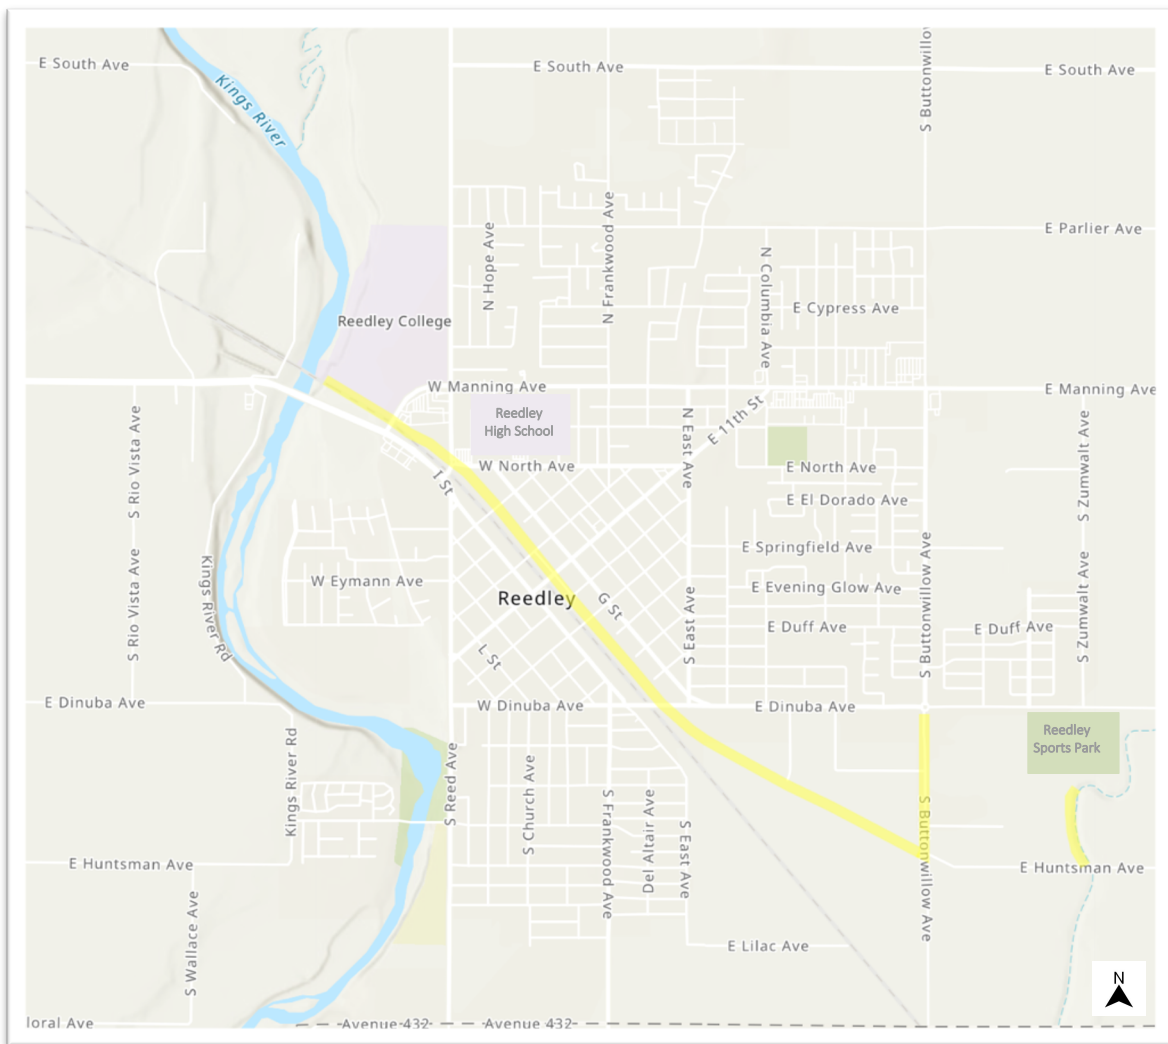 S Buttonwillo
E South Ave
E South Ave
E South Ave
Kings River
N Frankwood Ave
N Hope Ave
E Parlier Ave
N Columbia Ave
E Cypress Ave
Reedley College
W Manning Ave
E Manning Ave
Reedley
High School
E 11th St
N East Ave
S Rio Vista Ave
S Zumwalt Ave
W North Ave
E North Ave
I St
E El Dorado Ave
E Springfield Ave
S Buttonwillow Ave
S Rio Vista Ave
Kings River Rd
W Eymann Ave
E Evening Glow Ave
S Zumwalt Ave
Reedley
G St
S East Ave
E Duff Ave
E Duff Ave
L St
E Dinuba Ave
W Dinuba Ave
E Dinuba Ave
Kings River Rd
S Reed Ave
Reedley
Sports Park
S Church Ave
S Frankwood Ave
Del Altair Ave
S East Ave
S Buttonwillow Ave
E Huntsman Ave
E Huntsman Ave
S Wallace Ave
E Lilac Ave
N
loral Ave
Avenue 432
Avenue 432